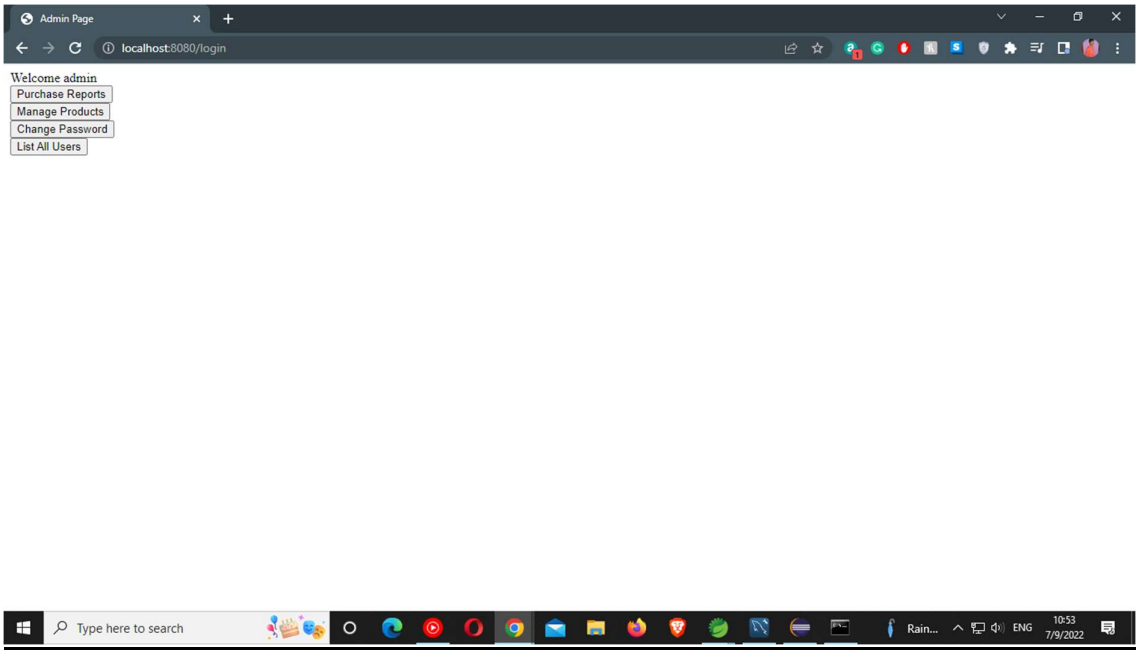 Admin Page
localhost:8080/login
1
Welcome admin
Purchase Reports
Manage Products
Change Password
List All Users
Type here to search
Rain...
ENG
10:53
7/9/2022